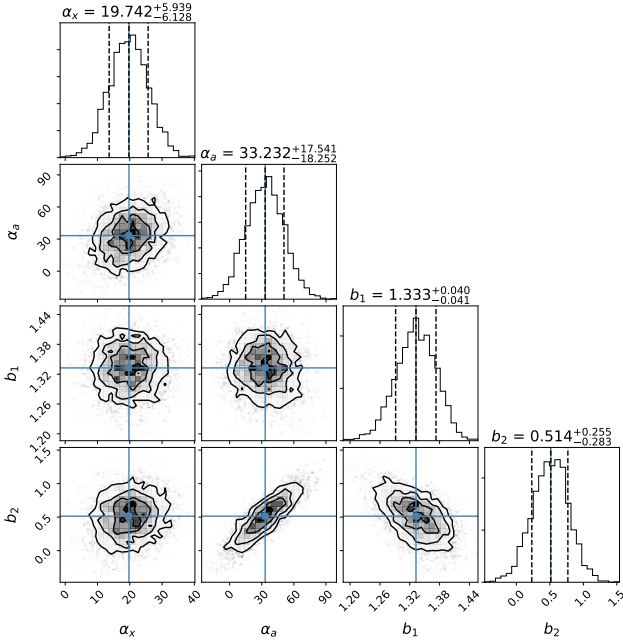 α_x = 19.742^{+5.939}_{−6.128}
α_a = 33.232^{+17.541}_{−18.252}
90
60
30
0
α_a
b_1 = 1.333^{+0.040}_{−0.041}
1.44
1.38
1.32
1.26
1.20
b_1
b_2 = 0.514^{+0.255}_{−0.283}
1.5
1.0
0.5
0.0
b_2
0 10 20 30 40
0 30 60 90
1.20 1.26 1.32 1.38 1.44
0.0 0.5 1.0 1.5
α_x α_a b_1 b_2